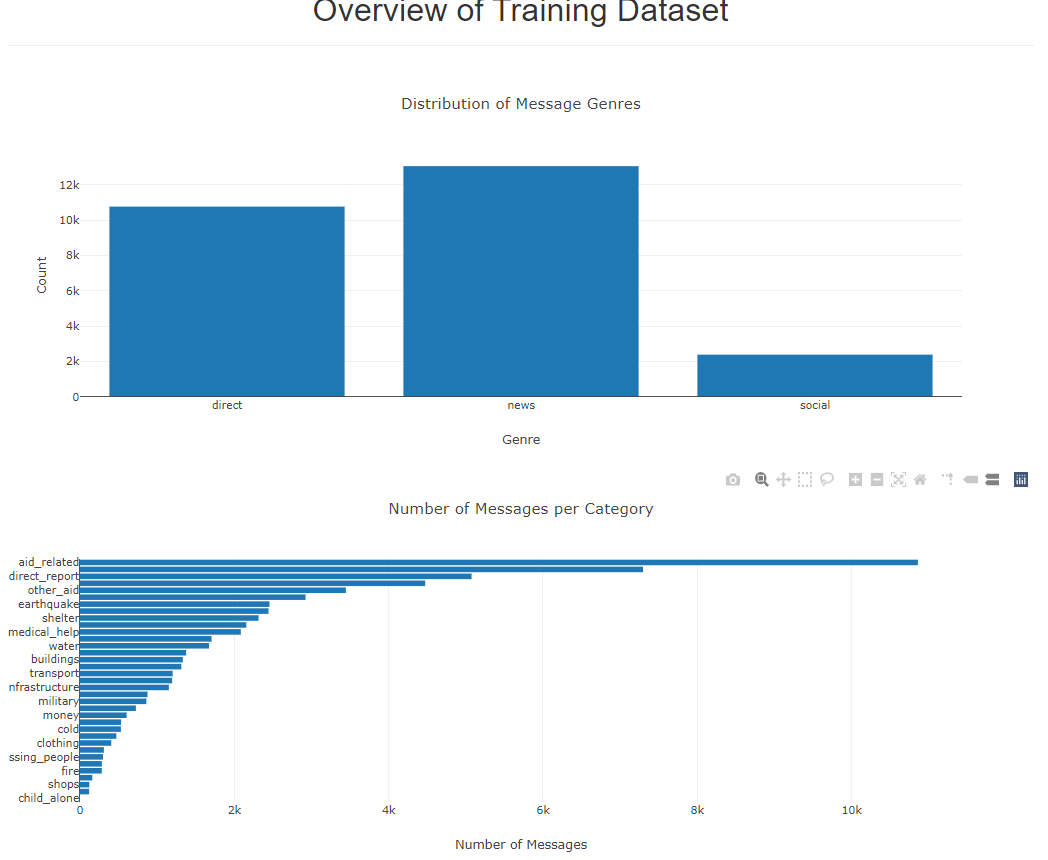 Overview of Training Dataset
Distribution of Message Genres
12k
10k
8k
6k
4k
2k
0
Count
direct news social
Genre
Number of Messages per Category
aid_related
direct_report
other_aid
earthquake
shelter
medical_help
water
buildings
transport
nfrastructure
military
money
cold
clothing
ssing_people
fire
shops
child_alone
0 2k 4k 6k 8k 10k
Number of Messages